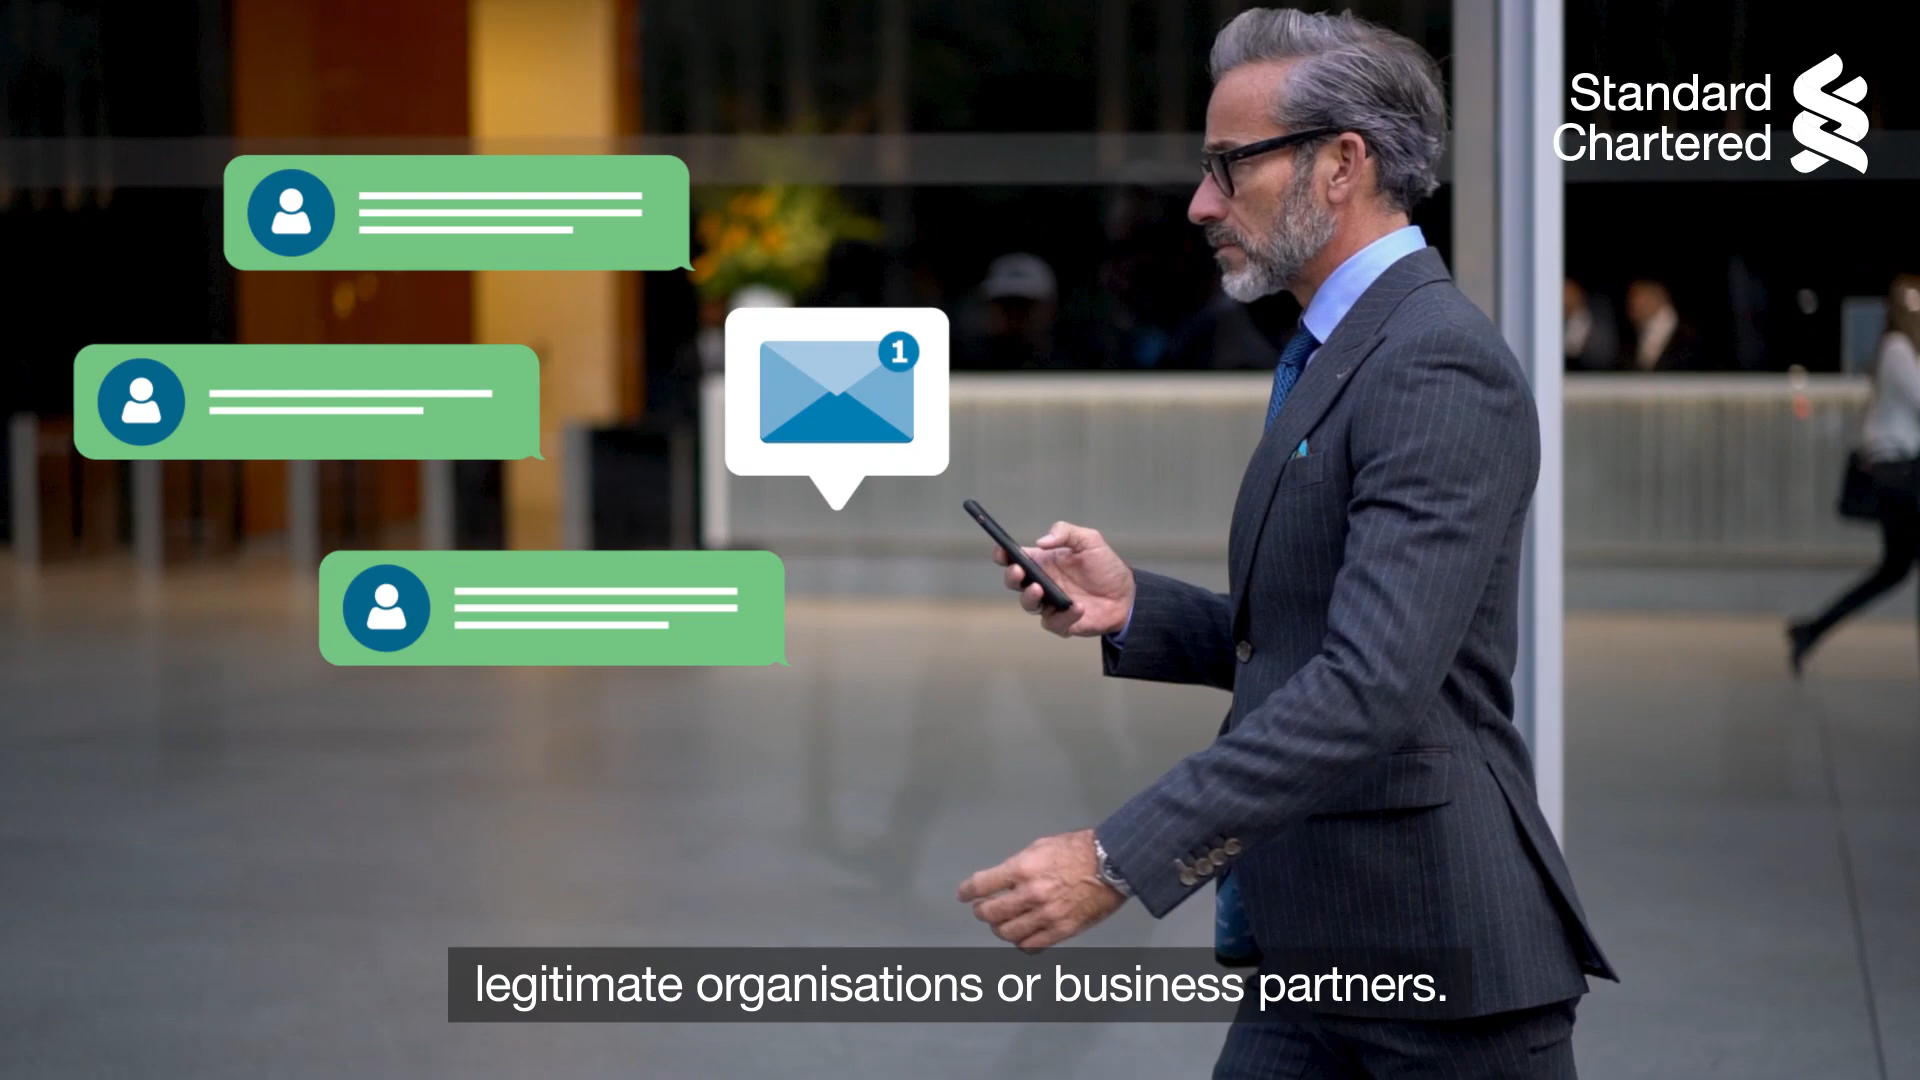 Standard
Chartered
1
legitimate organisations or business partners.